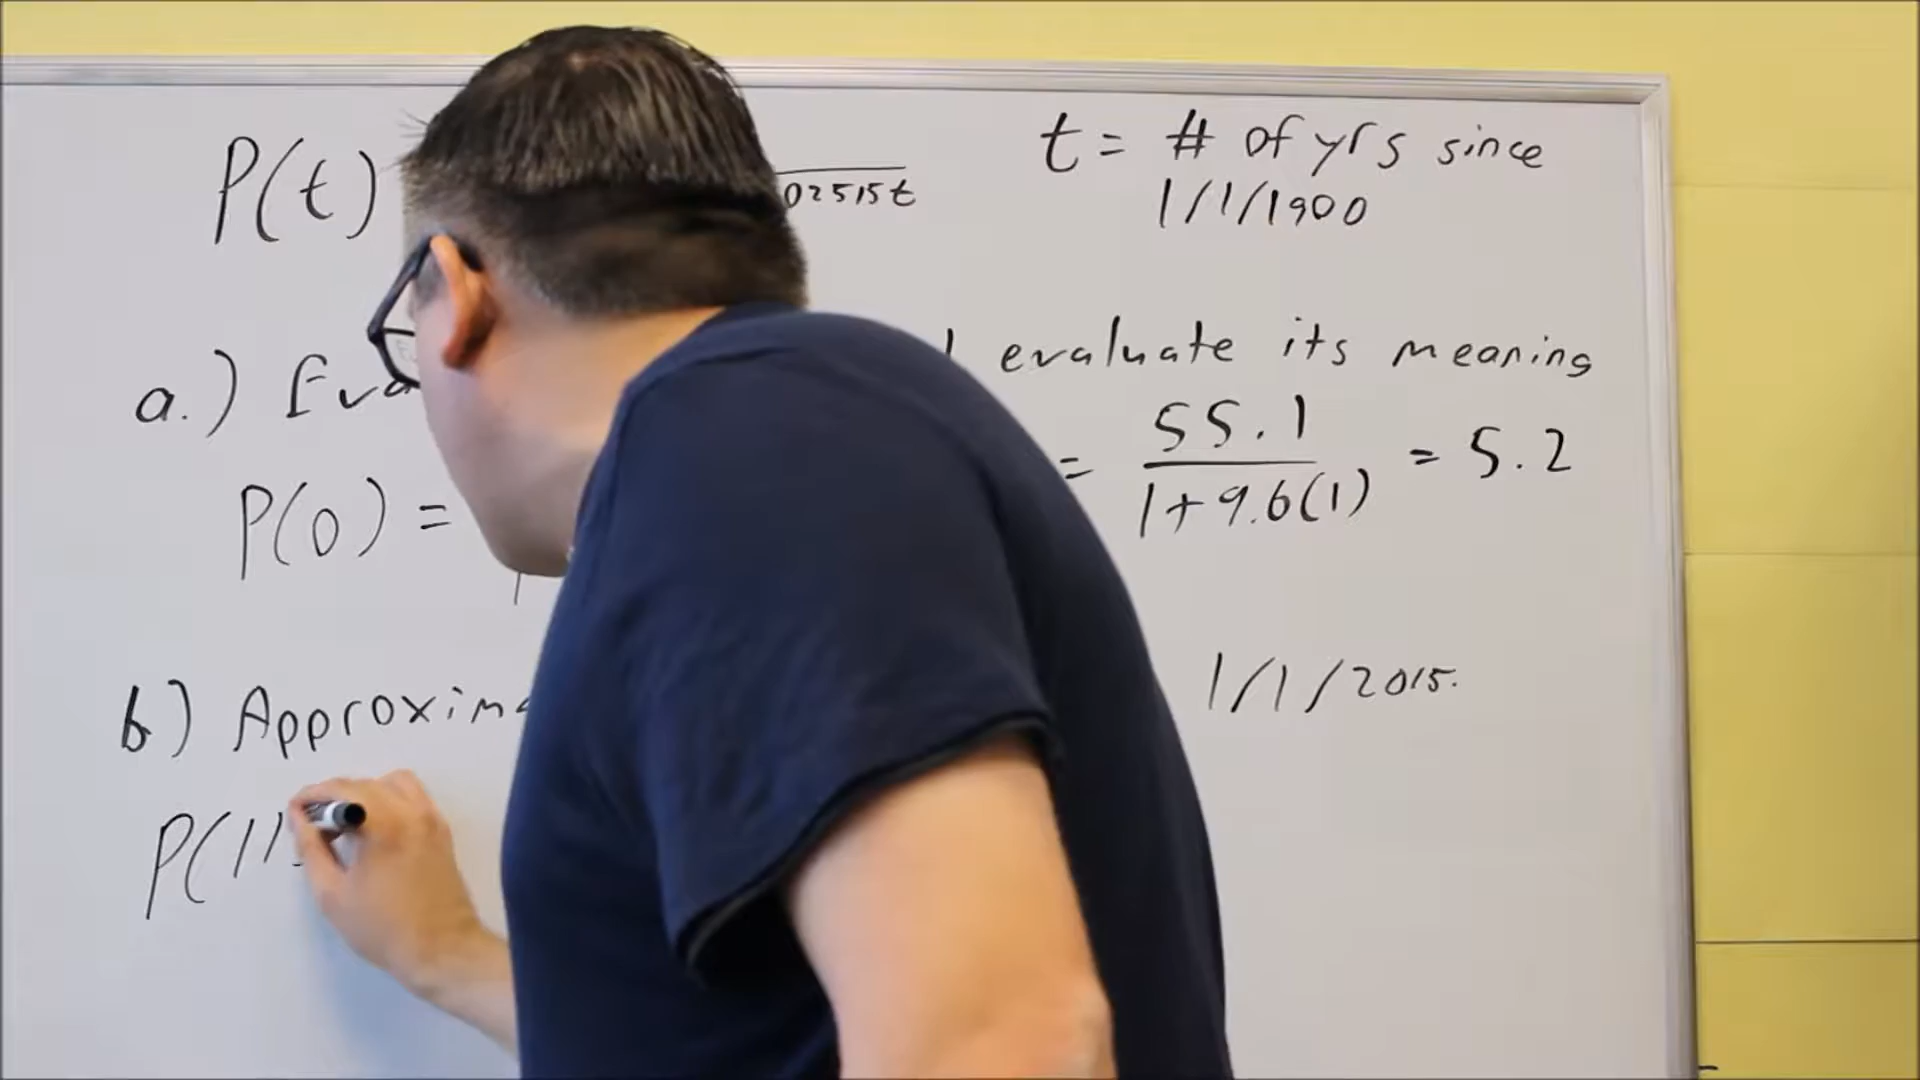 P(t) 02515t
t = # of yrs since
1/1/1900
a.) Eva evaluate its meaning
P(0) = = 55.1 / 1+9.6(1) = 5.2
b) Approxima 1/1/2015.
P(11